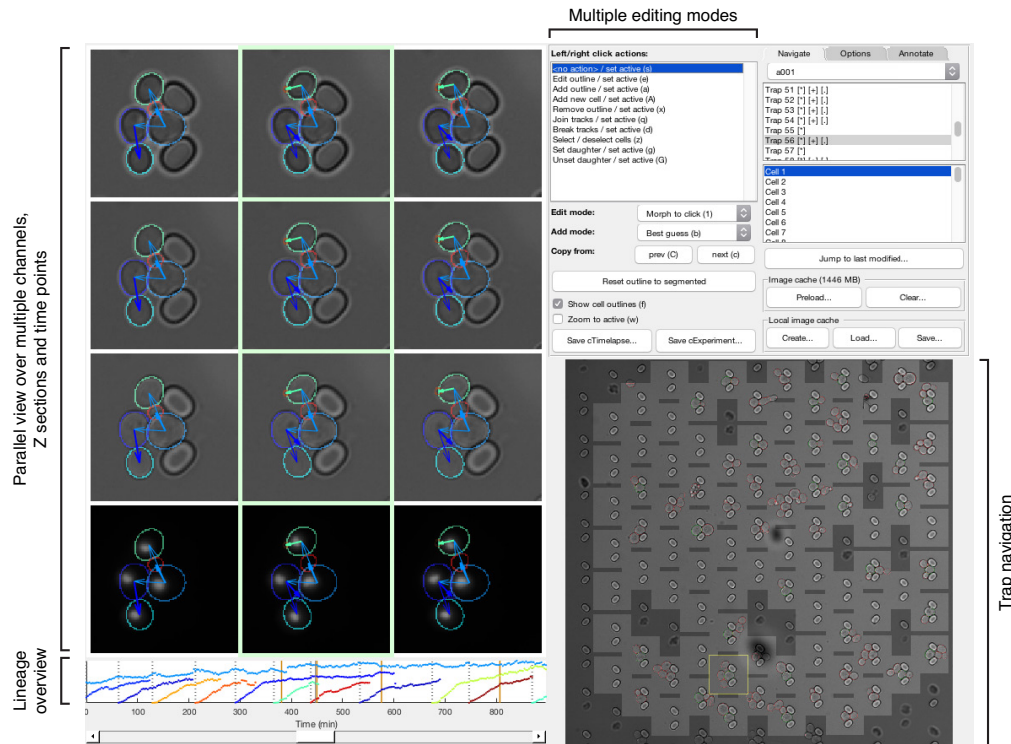 Multiple editing modes
Parallel view over multiple channels,
Z sections and time points
Left/right click actions:
<no action> / set active (s)
Edit outline / set active (e)
Add outline / set active (a)
Add new cell / set active (A)
Remove outline / set active (x)
Join tracks / set active (q)
Break tracks / set active (d)
Select / deselect cells (z)
Set daughter / set active (g)
Unset daughter / set active (G)
Edit mode:
Morph to click (1)
Add mode:
Best guess (b)
Copy from:
prev (C)
next (c)
Reset outline to segmented
Show cell outlines (f)
Zoom to active (w)
Save cTimelapse...
Save cExperiment...
Navigate
Options
Annotate
a001
Trap 51 [*] [+] [.]
Trap 52 [*] [+] [.]
Trap 53 [*] [+] [.]
Trap 54 [*] [+] [.]
Trap 55 [*]
Trap 56 [*] [+] [.]
Trap 57 [*]
Cell 1
Cell 2
Cell 3
Cell 4
Cell 5
Cell 6
Cell 7
Jump to last modified...
Image cache (1446 MB)
Preload...
Clear...
Local image cache
Create...
Load...
Save...
Trap navigation
Lineage
overview
0 100 200 300 400 500 600 700 800
Time (min)